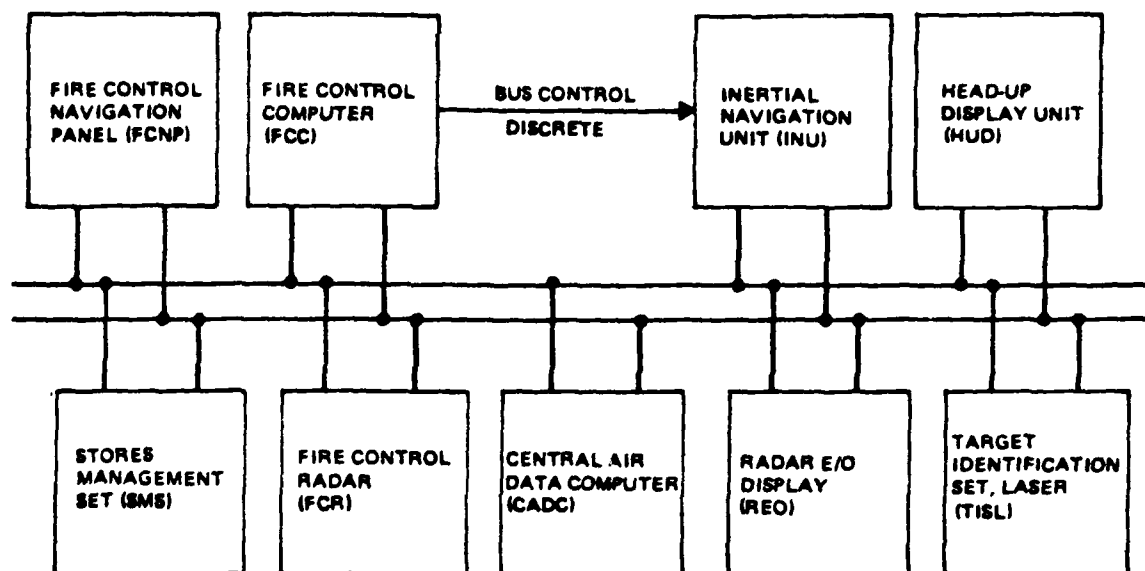 FIRE CONTROL
NAVIGATION
PANEL (FCNP)
FIRE CONTROL
COMPUTER
(FCC)
BUS CONTROL
DISCRETE
INERTIAL
NAVIGATION
UNIT (INU)
HEAD-UP
DISPLAY UNIT
(HUD)
STORES
MANAGEMENT
SET (SMS)
FIRE CONTROL
RADAR
(FCR)
CENTRAL AIR
DATA COMPUTER
(CADC)
RADAR E/O
DISPLAY
(REO)
TARGET
IDENTIFICATION
SET, LASER
(TISL)